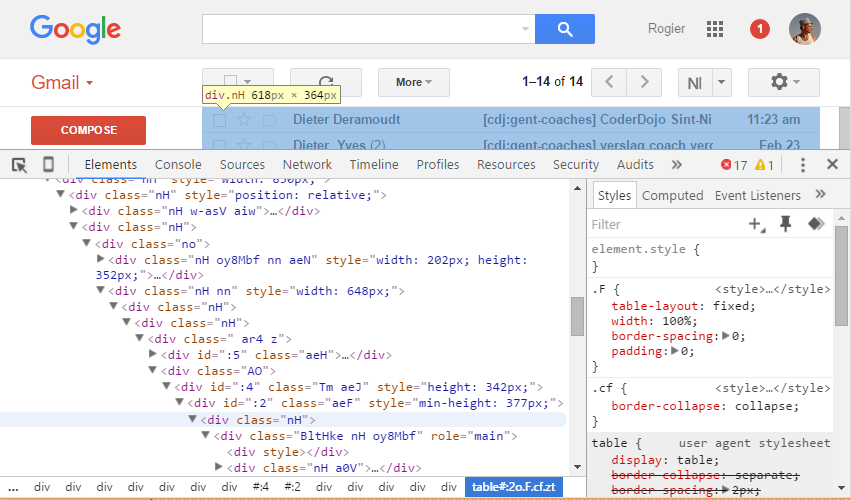 Google
Rogier
1
Gmail
More
1–14 of 14
Nl
div.nH 618px × 364px
COMPOSE
Dieter Deramoudt [cdj:gent-coaches] CoderDojo Sint-Ni 11:23 am
Dieter, Yves (2) [cdj:gent-coaches] verslag coach verg Feb 23
Elements Console Sources Network Timeline Profiles Resources Security Audits » 17 1
<div class="nH" style="width: 850px;">
<div class="nH" style="position: relative;">
<div class="nH w-asV aiw">…</div>
<div class="nH">
<div class="no">
<div class="nH oy8Mbf nn aeN" style="width: 202px; height:
352px;">…</div>
<div class="nH nn" style="width: 648px;">
<div class="nH">
<div class="nH">
<div class=" ar4 z">
<div id=":5" class="aeH">…</div>
<div class="AO">
<div id=":4" class="Tm aeJ" style="height: 342px;">
<div id=":2" class="aeF" style="min-height: 377px;">
<div class="nH">
<div class="BltHke nH oy8Mbf" role="main">
<div style></div>
<div class="nH a0V">…</div>
... div div div div div div #:4 #:2 div div div div table#:2o.F.cf.zt
Styles Computed Event Listeners »
Filter
element.style {
}
.F { <style>…</style>
table-layout: fixed;
width: 100%;
border-spacing: 0;
padding: 0;
}
.cf { <style>…</style>
border-collapse: collapse;
}
table { user agent stylesheet
display: table;
border-collapse: separate;
border-spacing: 2px;